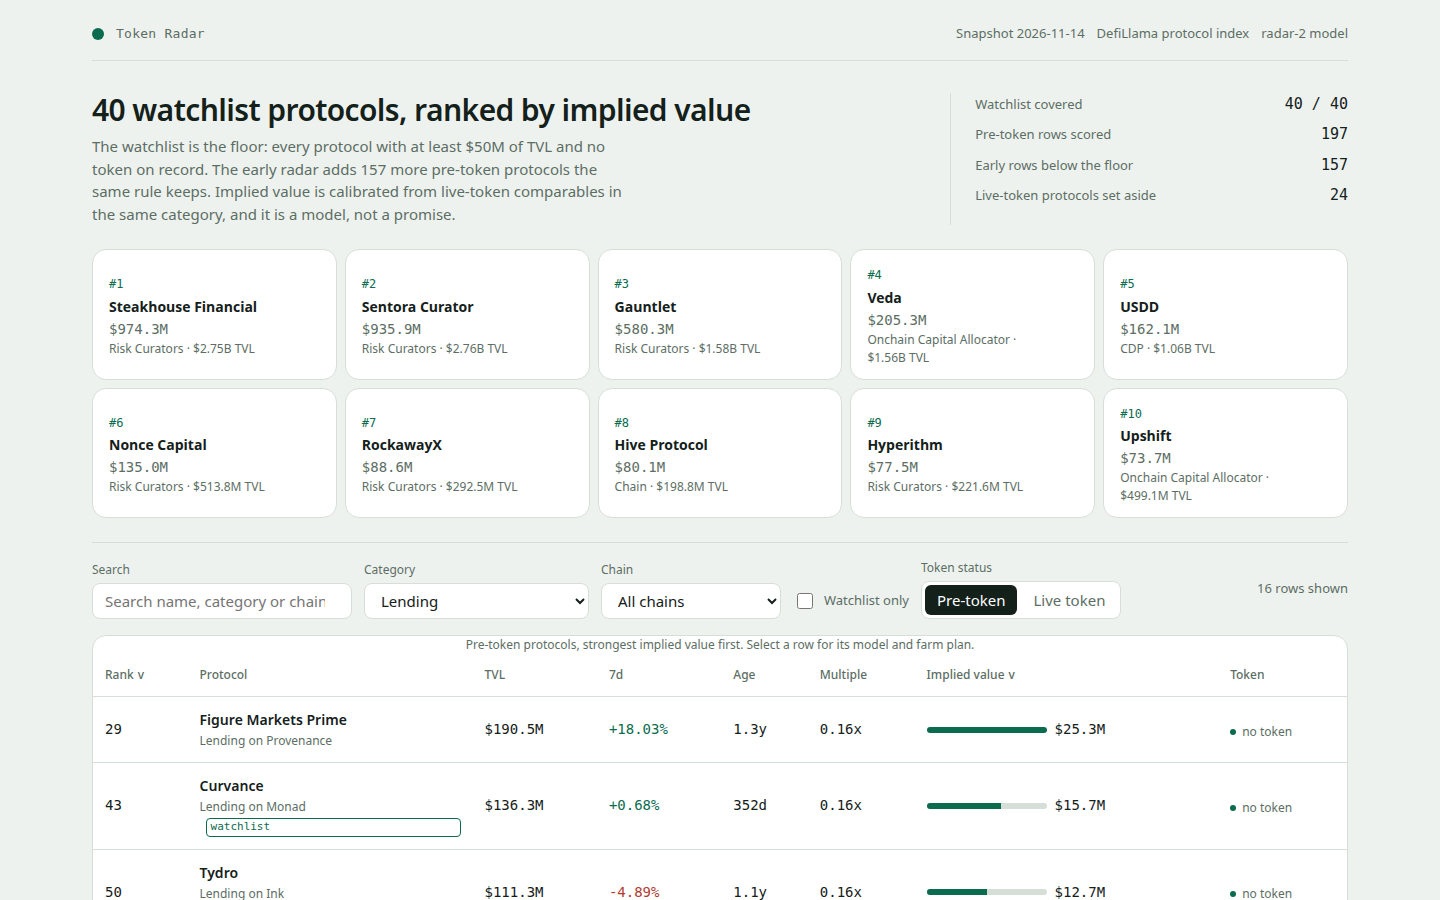 Token Radar
Snapshot 2026-11-14 DefiLlama protocol index radar-2 model
40 watchlist protocols, ranked by implied value
The watchlist is the floor: every protocol with at least $50M of TVL and no
token on record. The early radar adds 157 more pre-token protocols the
same rule keeps. Implied value is calibrated from live-token comparables in
the same category, and it is a model, not a promise.
Watchlist covered 40 / 40
Pre-token rows scored 197
Early rows below the floor 157
Live-token protocols set aside 24
#1
Steakhouse Financial
$974.3M
Risk Curators · $2.75B TVL
#2
Sentora Curator
$935.9M
Risk Curators · $2.76B TVL
#3
Gauntlet
$580.3M
Risk Curators · $1.58B TVL
#4
Veda
$205.3M
Onchain Capital Allocator ·
$1.56B TVL
#5
USDD
$162.1M
CDP · $1.06B TVL
#6
Nonce Capital
$135.0M
Risk Curators · $513.8M TVL
#7
RockawayX
$88.6M
Risk Curators · $292.5M TVL
#8
Hive Protocol
$80.1M
Chain · $198.8M TVL
#9
Hyperithm
$77.5M
Risk Curators · $221.6M TVL
#10
Upshift
$73.7M
Onchain Capital Allocator ·
$499.1M TVL
Search
Search name, category or chain
Category
Lending
Chain
All chains
Watchlist only
Token status
Pre-token Live token
16 rows shown
Pre-token protocols, strongest implied value first. Select a row for its model and farm plan.
Rank v Protocol TVL 7d Age Multiple Implied value v Token
29 Figure Markets Prime $190.5M +18.03% 1.3y 0.16x $25.3M no token
Lending on Provenance
43 Curvance $136.3M +0.68% 352d 0.16x $15.7M no token
Lending on Monad
watchlist
50 Tydro $111.3M -4.89% 1.1y 0.16x $12.7M no token
Lending on Ink